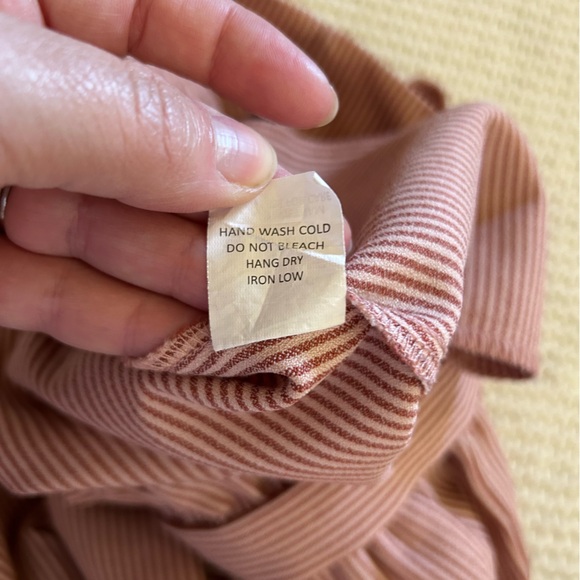 HAND WASH COLD
DO NOT BLEACH
HANG DRY
IRON LOW